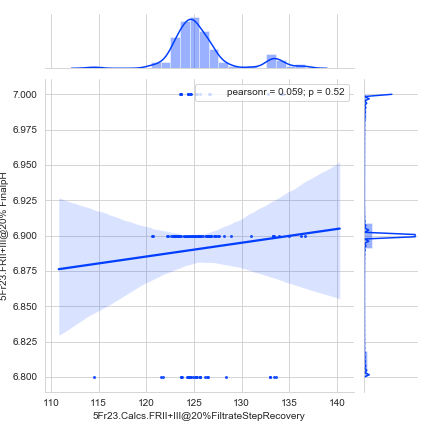 7.000
pearsonr = 0.059; p = 0.52
6.975
6.950
6.925
6.900
6.875
6.850
6.825
6.800
5Fr23.FRII+III@20% FinalpH
110 115 120 125 130 135 140
5Fr23.Calcs.FRII+III@20%FiltrateStepRecovery